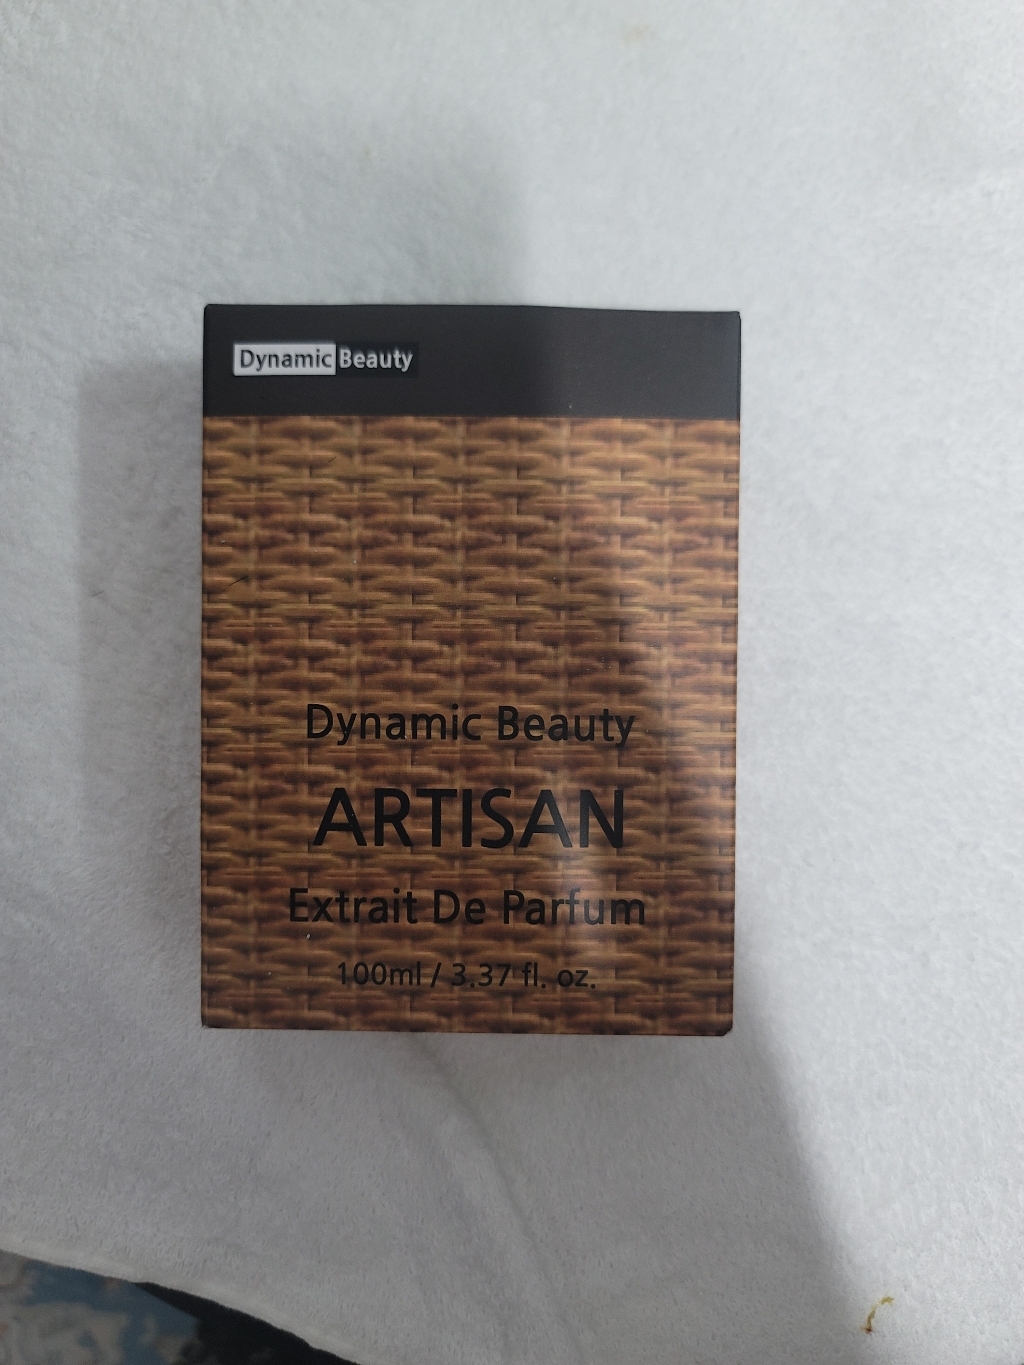 Dynamic Beauty
Dynamic Beauty
ARTISAN
Extrait De Parfum
100ml / 3.37 fl. oz.